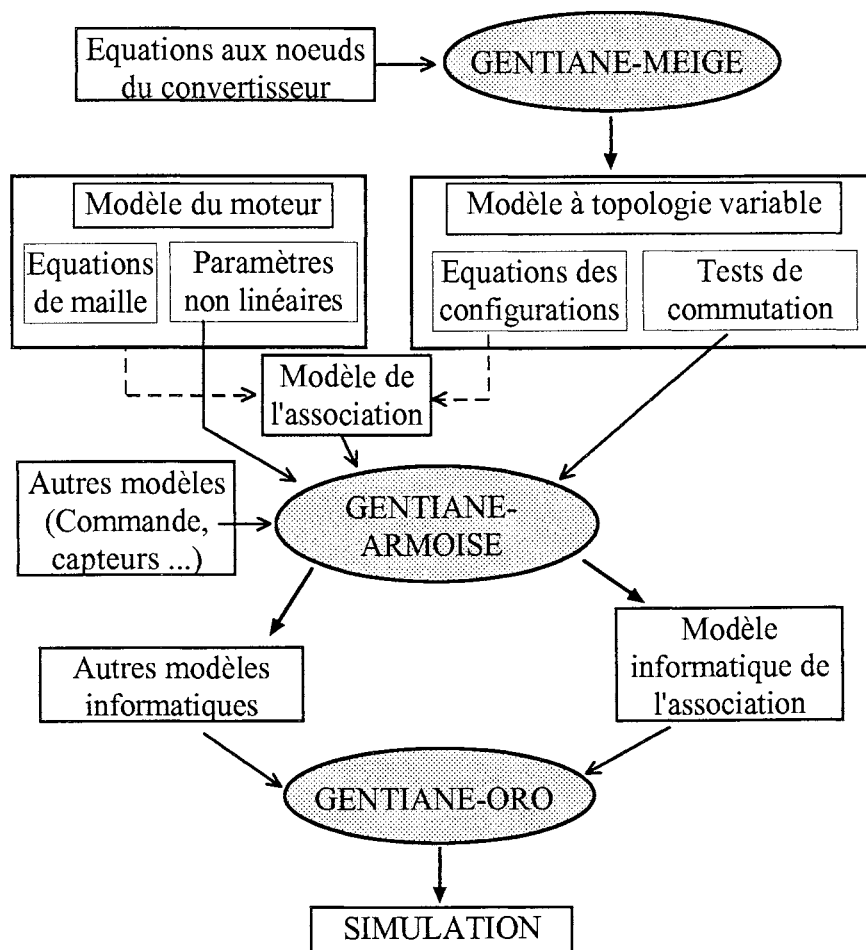 Equations aux noeuds
du convertisseur
GENTIANE-MEIGE
Modèle du moteur
Equations
de maille
Paramètres
non linéaires
Modèle à topologie variable
Equations des
configurations
Tests de
commutation
Modèle de
l'association
Autres modèles
(Commande,
capteurs ...)
GENTIANE-
ARMOISE
Autres modèles
informatiques
Modèle
informatique de
l'association
GENTIANE-ORO
SIMULATION